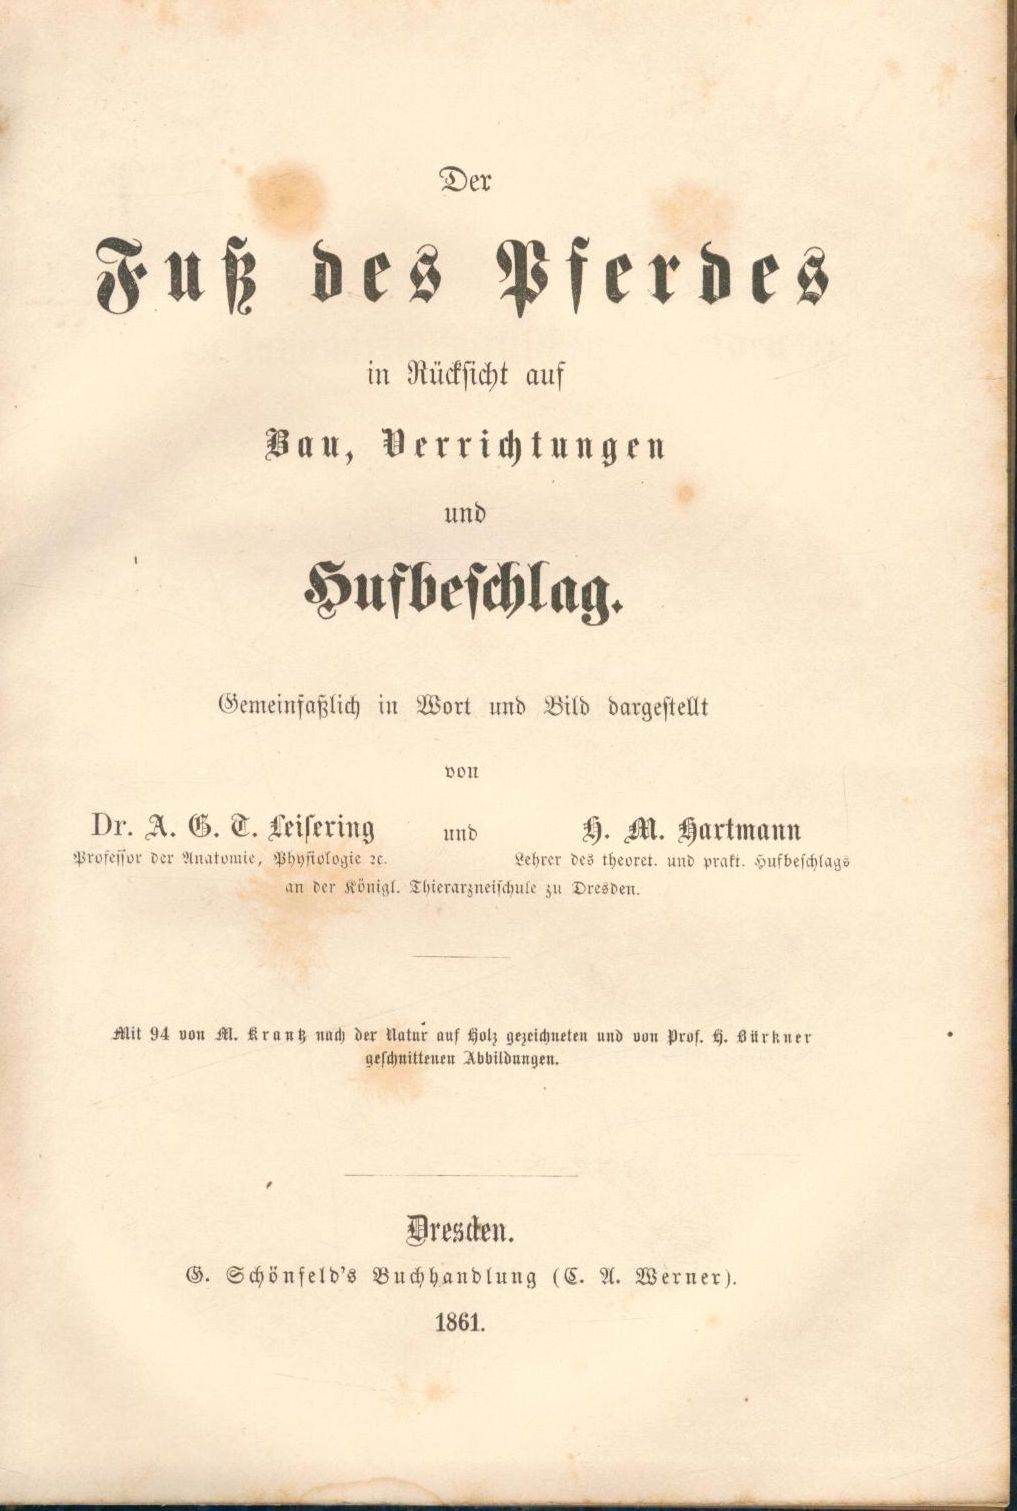 Der
Fuß des Pferdes
in Rücksicht auf
Bau, Verrichtungen
und
Hufbeschlag.
Gemeinfaßlich in Wort und Bild dargestellt
von
Dr. A. G. T. Leisering und H. M. Hartmann
Professor der Anatomie, Physiologie ꝛc. Lehrer des theoret. und prakt. Hufbeschlags
an der Königl. Thierarzneischule zu Dresden.
Mit 94 von M. Krantz nach der Natur auf Holz gezeichneten und von Prof. H. Bürkner
geschnittenen Abbildungen.
Dresden.
G. Schönfeld's Buchhandlung (C. A. Werner).
1861.